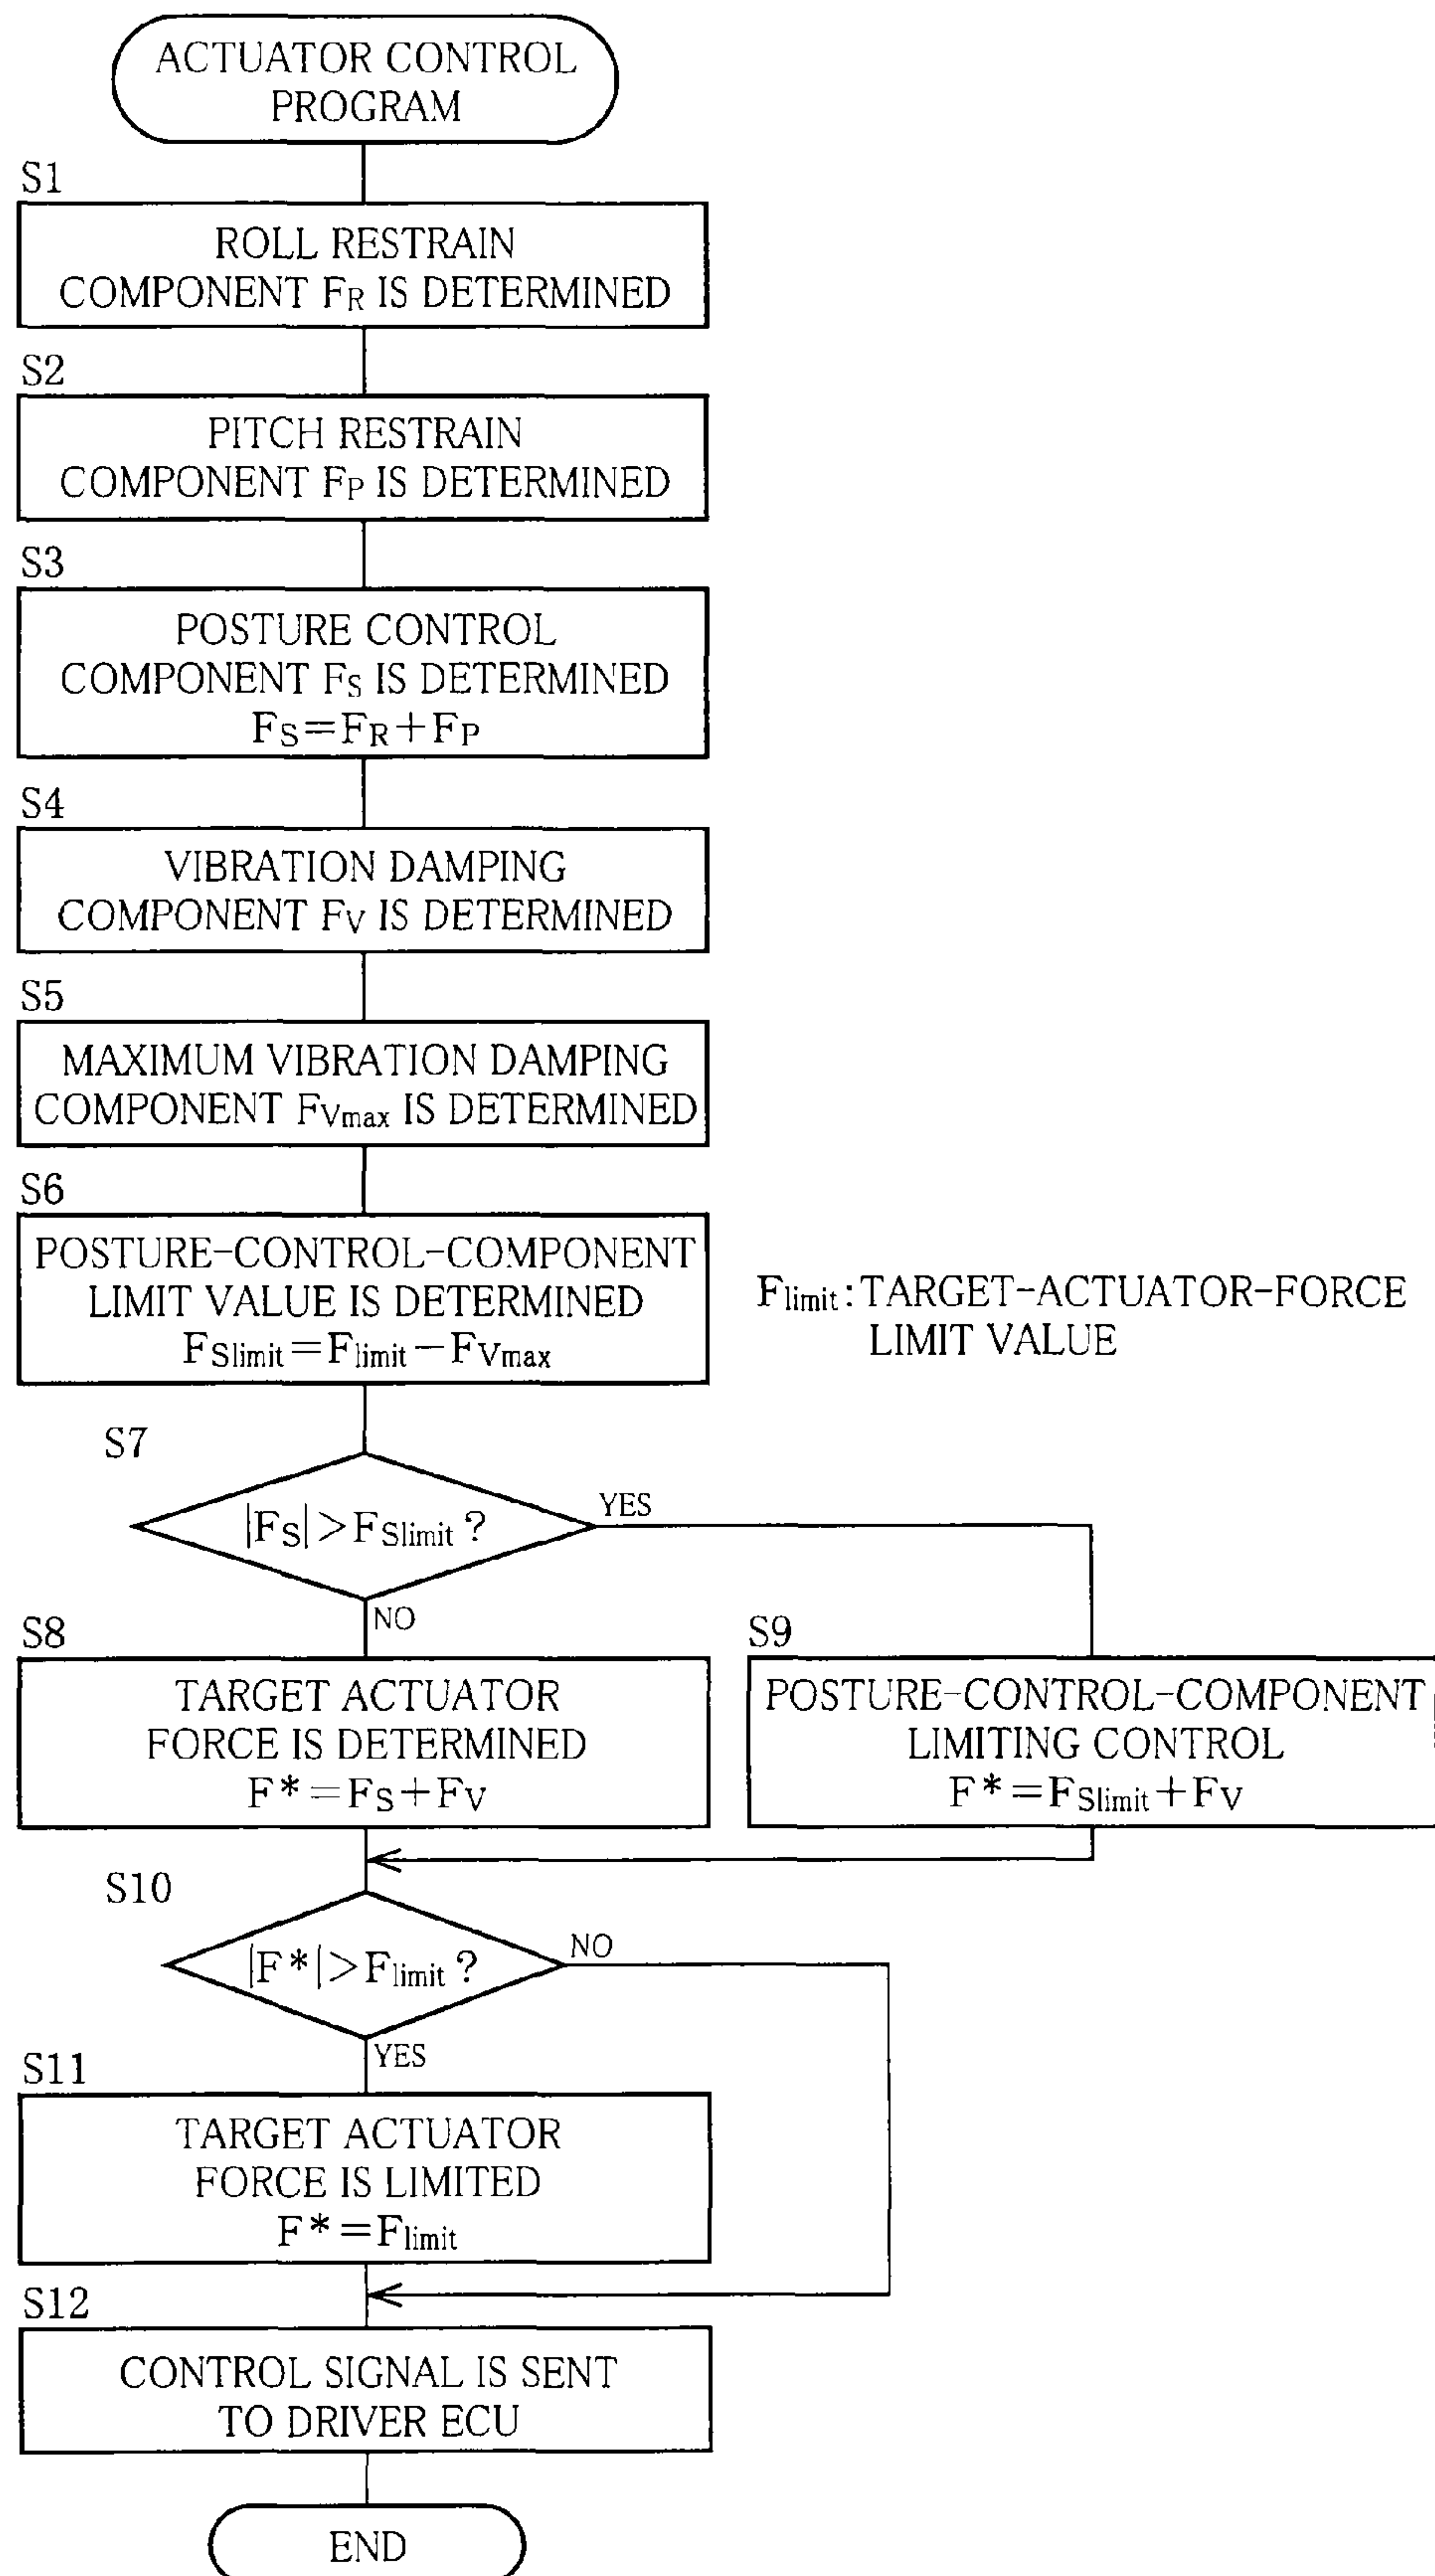 ACTUATOR CONTROL
PROGRAM
S1
ROLL RESTRAIN
COMPONENT FR IS DETERMINED
S2
PITCH RESTRAIN
COMPONENT FP IS DETERMINED
S3
POSTURE CONTROL
COMPONENT FS IS DETERMINED
FS=FR+FP
S4
VIBRATION DAMPING
COMPONENT FV IS DETERMINED
S5
MAXIMUM VIBRATION DAMPING
COMPONENT FVmax IS DETERMINED
S6
POSTURE-CONTROL-COMPONENT
LIMIT VALUE IS DETERMINED
FSlimit=Flimit-FVmax
Flimit:TARGET-ACTUATOR-FORCE
LIMIT VALUE
S7
|FS|>FSlimit?
YES
NO
S8
TARGET ACTUATOR
FORCE IS DETERMINED
F*=FS+FV
S9
POSTURE-CONTROL-COMPONENT
LIMITING CONTROL
F*=FSlimit+FV
S10
|F*|>Flimit?
NO
YES
S11
TARGET ACTUATOR
FORCE IS LIMITED
F*=Flimit
S12
CONTROL SIGNAL IS SENT
TO DRIVER ECU
END